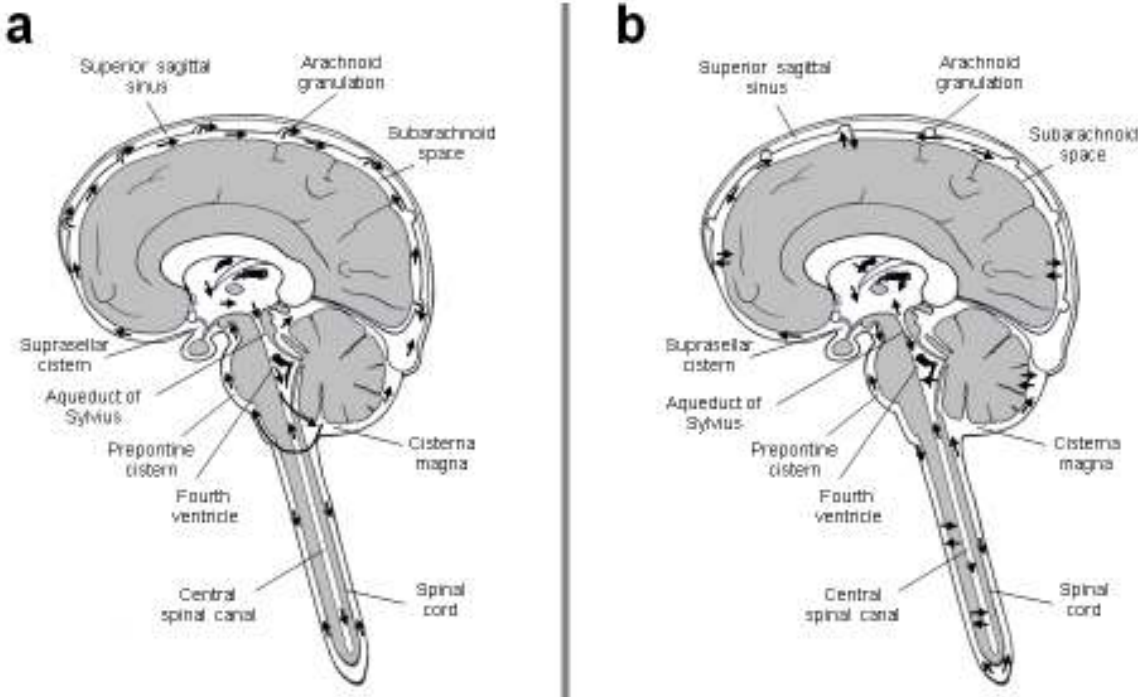 a
Superior sagittal
sinus
Arachnoid
granulation
Subarachnoid
space
Suprasellar
cistern
Aqueduct of
Sylvius
Prepontine
cistern
Fourth
ventricle
Cisterna
magna
Central
spinal canal
Spinal
cord
b
Superior sagittal
sinus
Arachnoid
granulation
Subarachnoid
space
Suprasellar
cistern
Aqueduct of
Sylvius
Prepontine
cistern
Fourth
ventricle
Cisterna
magna
Central
spinal canal
Spinal
cord